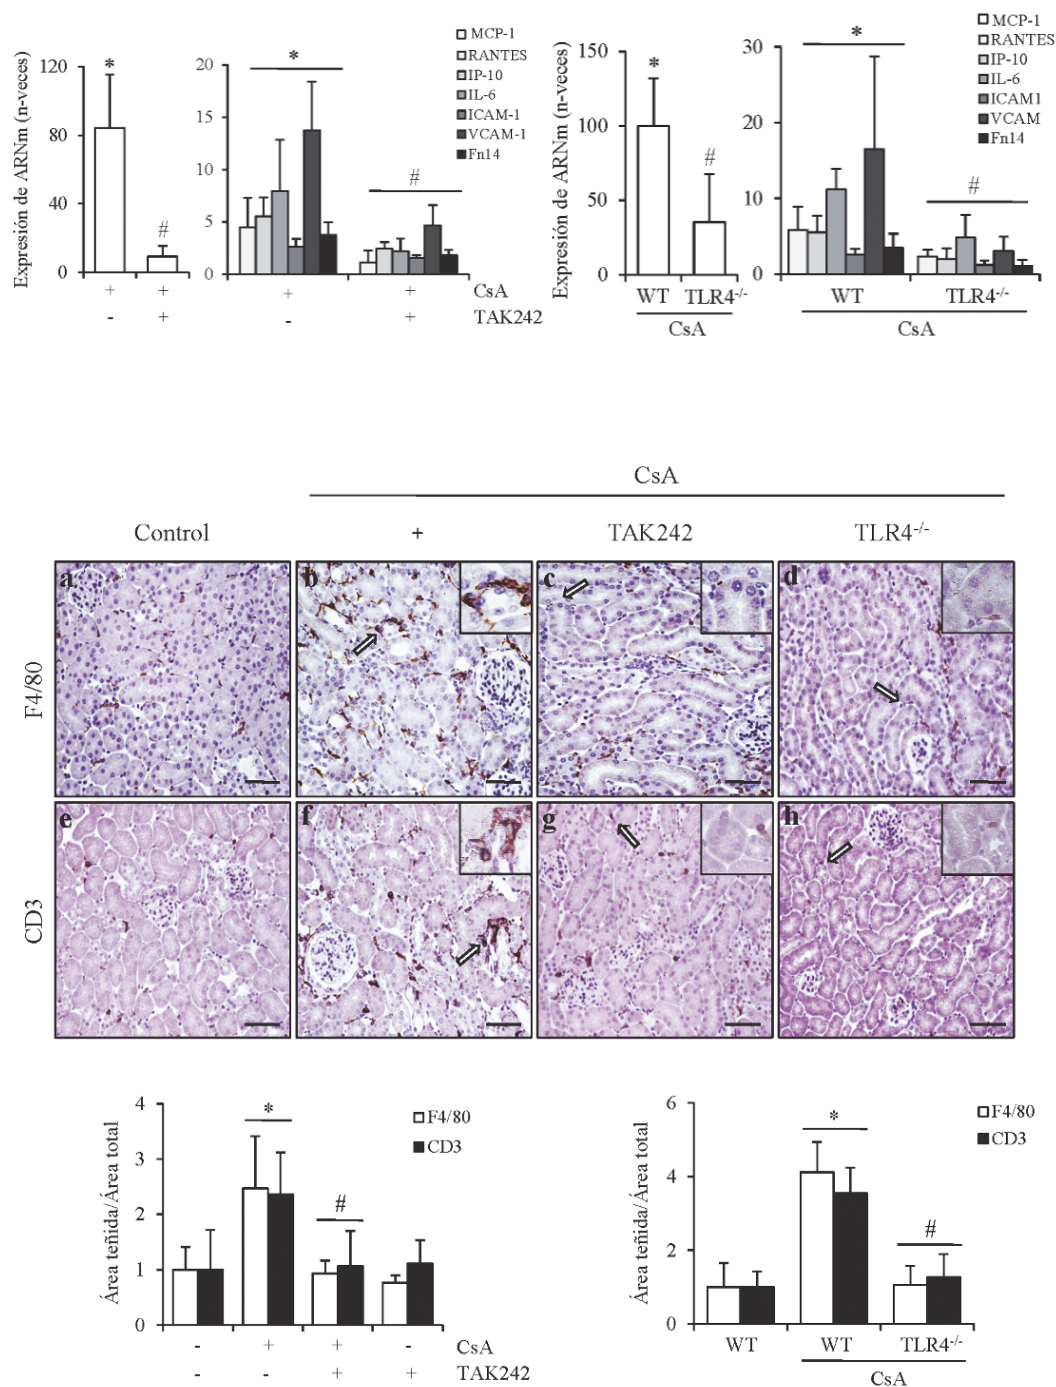 Expresión de ARNm (n-veces)
120
80
40
0
*
#
+ +
- +
20
15
10
5
0
*
#
MCP-1
RANTES
IP-10
IL-6
ICAM-1
VCAM-1
Fn14
+ + CsA
- + TAK242
Expresión de ARNm (n-veces)
150
100
50
0
*
#
WT TLR4-/-
CsA
30
20
10
0
*
#
MCP-1
RANTES
IP-10
IL-6
ICAM1
VCAM
Fn14
WT TLR4-/-
CsA
CsA
Control + TAK242 TLR4-/-
F4/80
a b c d
CD3
e f g h
Área teñida/Área total
4
3
2
1
0
*
#
F4/80
CD3
- + + - CsA
- - + + TAK242
Área teñida/Área total
6
4
2
0
*
#
F4/80
CD3
WT WT TLR4-/-
CsA